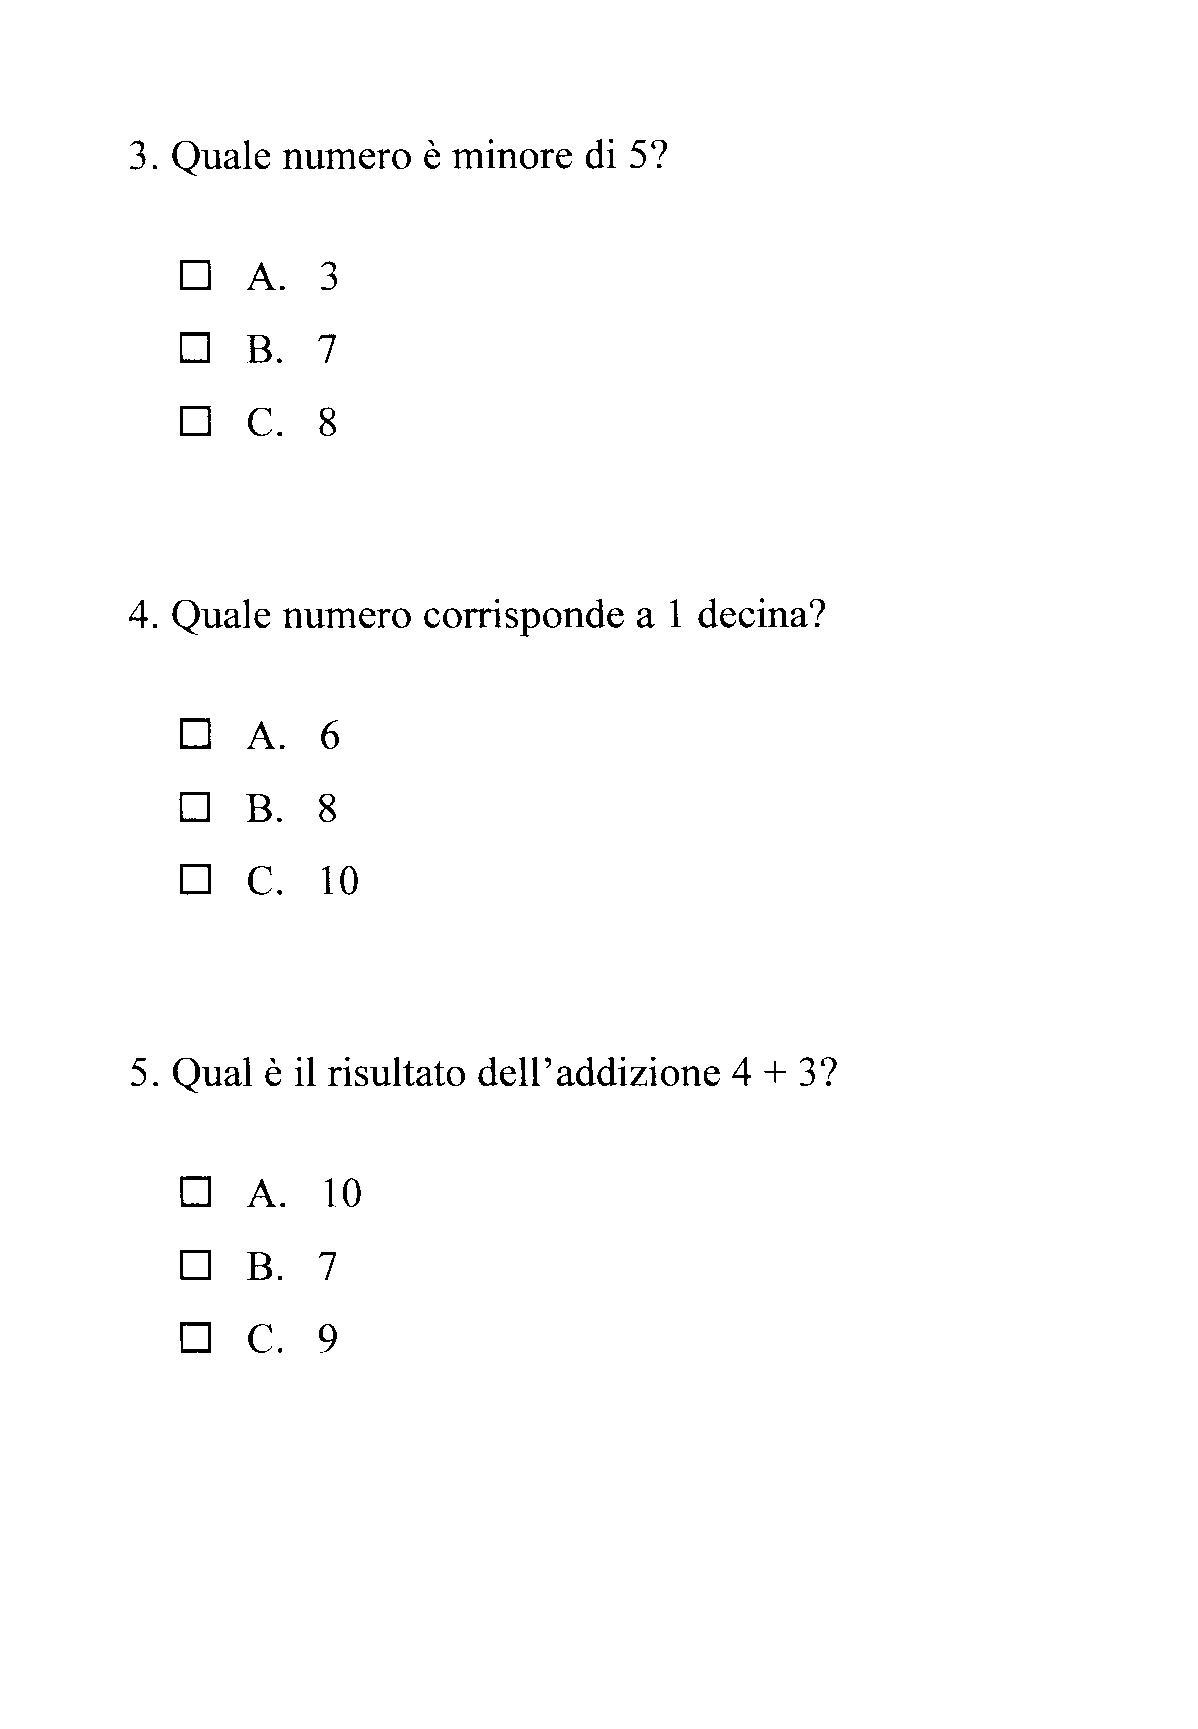 3. Quale numero è minore di 5?
A. 3
B. 7
C. 8
4. Quale numero corrisponde a 1 decina?
A. 6
B. 8
C. 10
5. Qual è il risultato dell’addizione 4 + 3?
A. 10
B. 7
C. 9